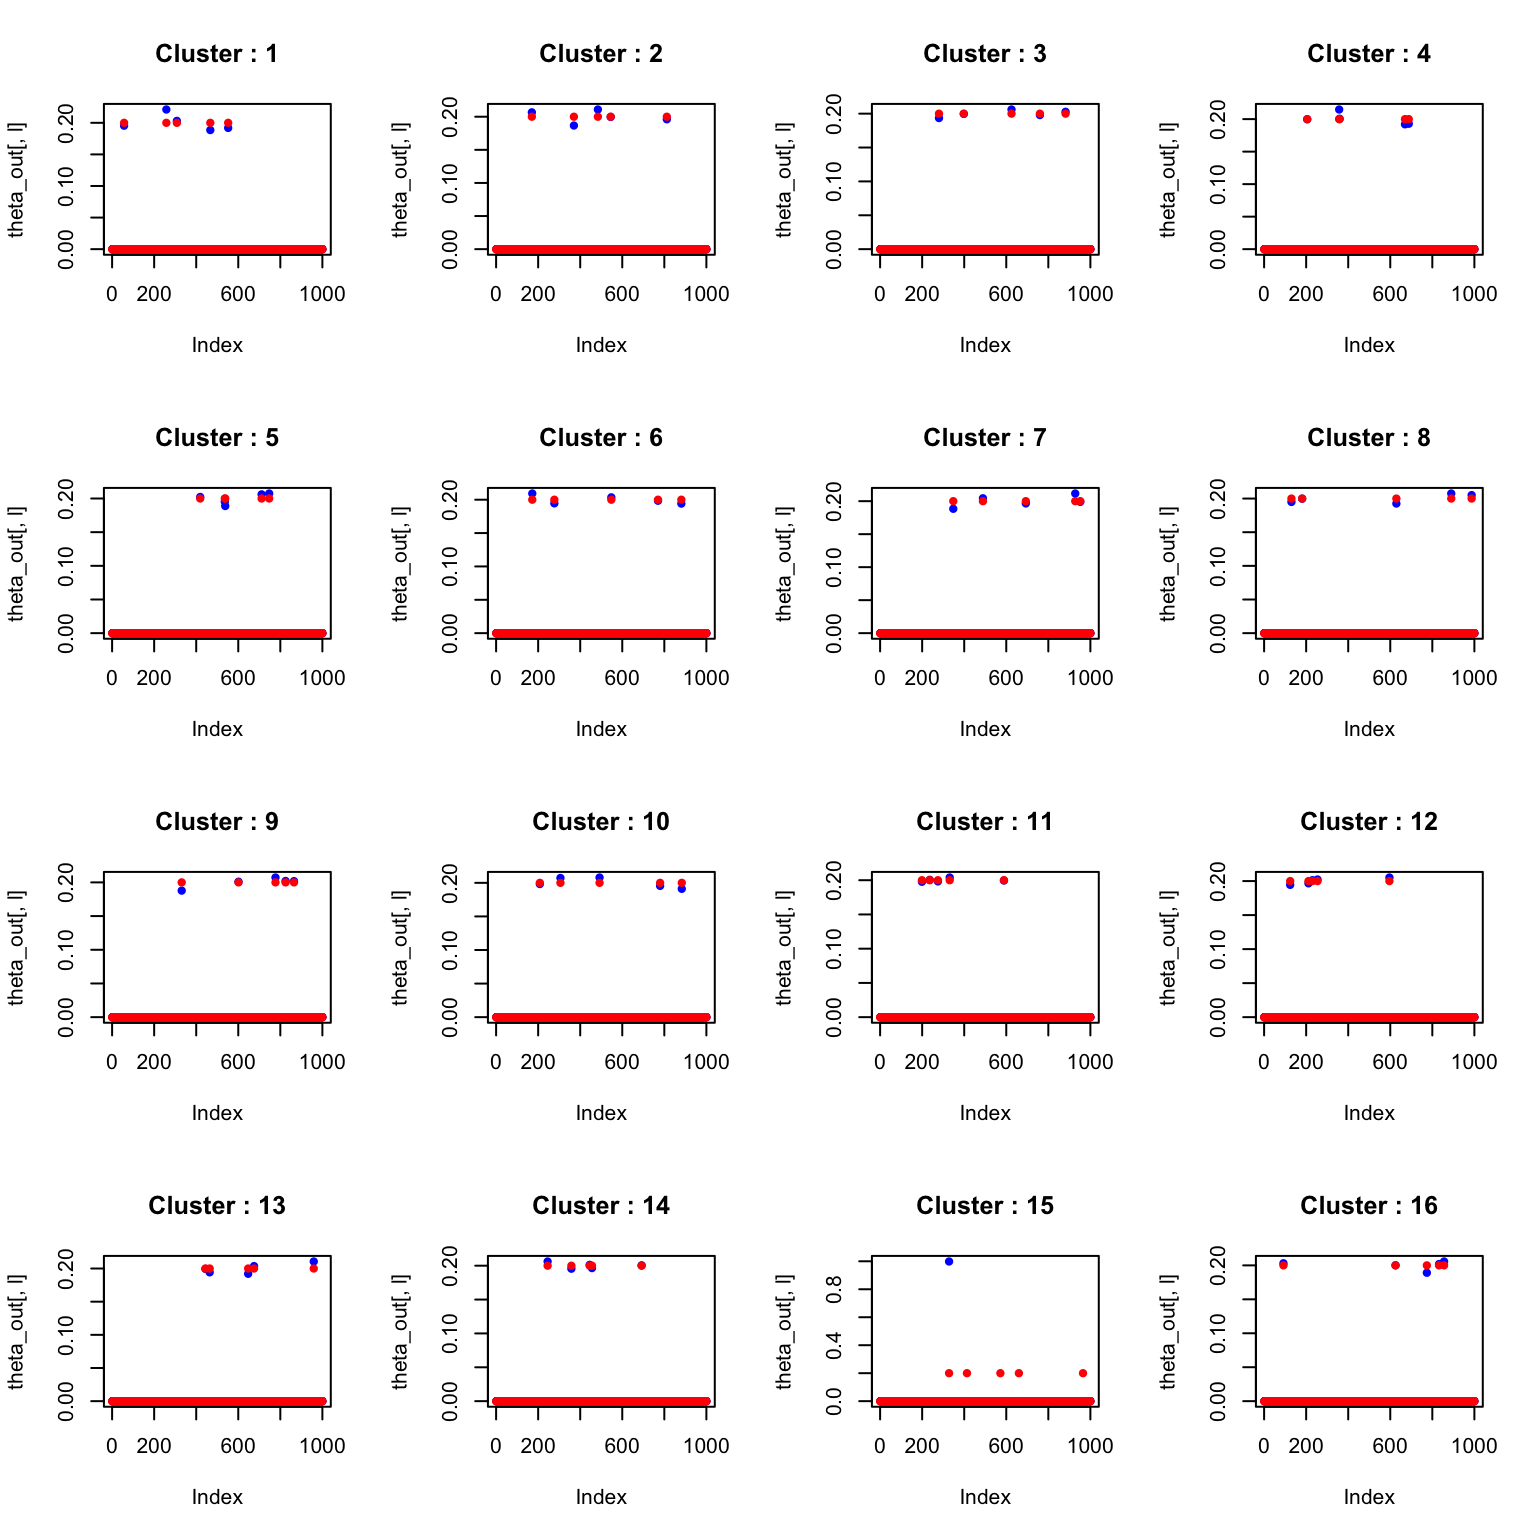 Cluster : 1
theta_out[, l]
0.00 0.10 0.20
0 200 600 1000
Index
Cluster : 2
theta_out[, l]
0.00 0.10 0.20
0 200 600 1000
Index
Cluster : 3
theta_out[, l]
0.00 0.10 0.20
0 200 600 1000
Index
Cluster : 4
theta_out[, l]
0.00 0.10 0.20
0 200 600 1000
Index
Cluster : 5
theta_out[, l]
0.00 0.10 0.20
0 200 600 1000
Index
Cluster : 6
theta_out[, l]
0.00 0.10 0.20
0 200 600 1000
Index
Cluster : 7
theta_out[, l]
0.00 0.10 0.20
0 200 600 1000
Index
Cluster : 8
theta_out[, l]
0.00 0.10 0.20
0 200 600 1000
Index
Cluster : 9
theta_out[, l]
0.00 0.10 0.20
0 200 600 1000
Index
Cluster : 10
theta_out[, l]
0.00 0.10 0.20
0 200 600 1000
Index
Cluster : 11
theta_out[, l]
0.00 0.10 0.20
0 200 600 1000
Index
Cluster : 12
theta_out[, l]
0.00 0.10 0.20
0 200 600 1000
Index
Cluster : 13
theta_out[, l]
0.00 0.10 0.20
0 200 600 1000
Index
Cluster : 14
theta_out[, l]
0.00 0.10 0.20
0 200 600 1000
Index
Cluster : 15
theta_out[, l]
0.0 0.4 0.8
0 200 600 1000
Index
Cluster : 16
theta_out[, l]
0.00 0.10 0.20
0 200 600 1000
Index